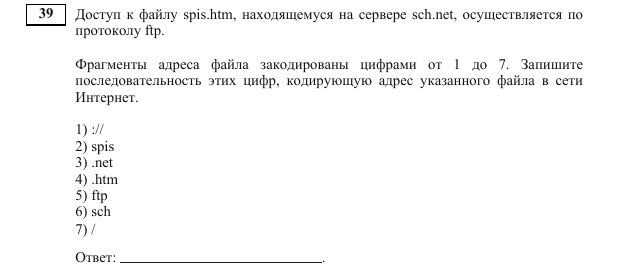 39
Доступ к файлу spis.htm, находящемуся на сервере sch.net, осуществляется по
протоколу ftp.
Фрагменты адреса файла закодированы цифрами от 1 до 7. Запишите
последовательность этих цифр, кодирующую адрес указанного файла в сети
Интернет.
1) ://
2) spis
3) .net
4) .htm
5) ftp
6) sch
7) /
Ответ: ______________________________.